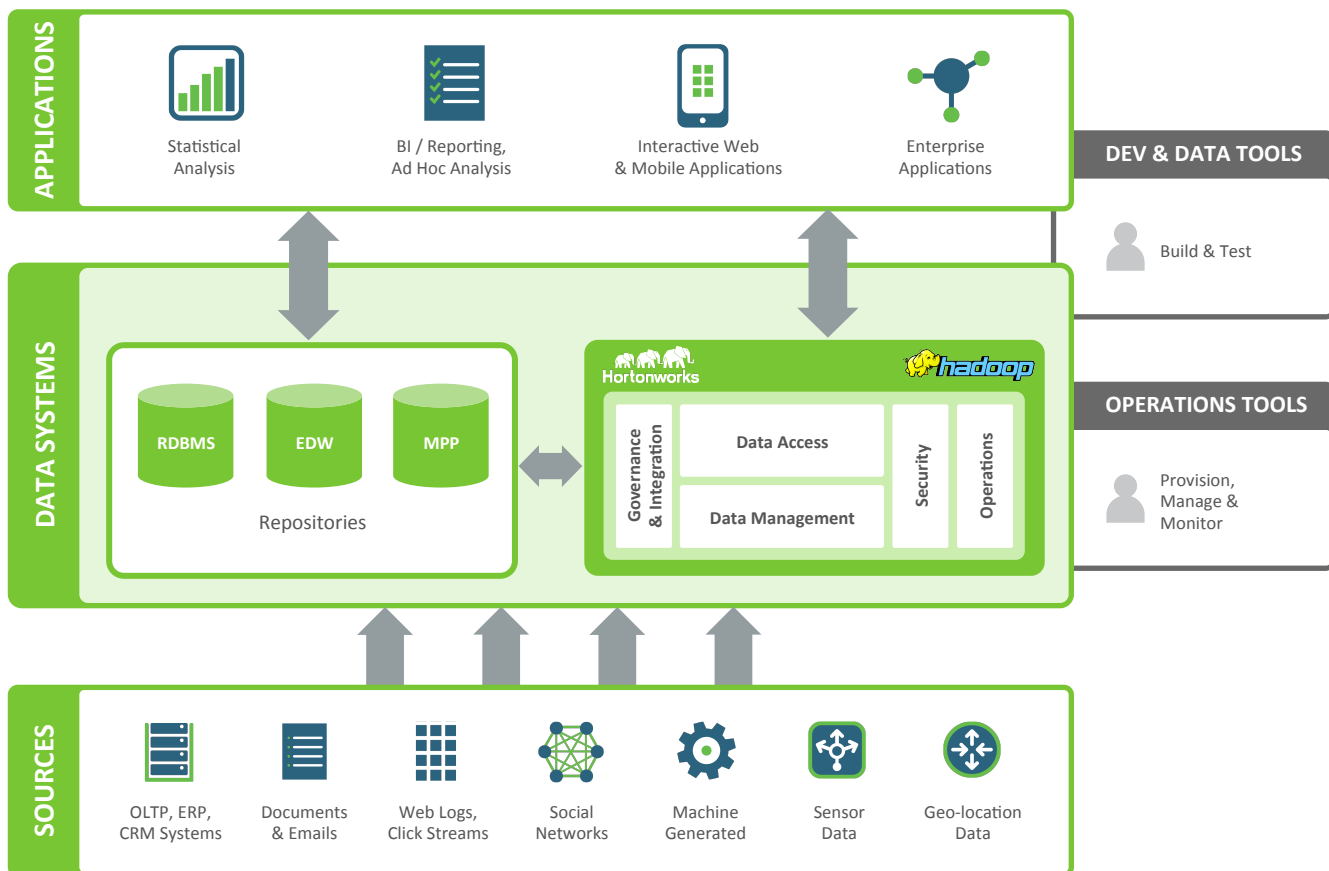 APPLICATIONS
Statistical
Analysis
BI / Reporting,
Ad Hoc Analysis
Interactive Web
& Mobile Applications
Enterprise
Applications
DEV & DATA TOOLS
Build & Test
DATA SYSTEMS
RDBMS
EDW
MPP
Repositories
Hortonworks
hadoop
Governance
& Integration
Data Access
Data Management
Security
Operations
OPERATIONS TOOLS
Provision,
Manage &
Monitor
SOURCES
OLTP, ERP,
CRM Systems
Documents
& Emails
Web Logs,
Click Streams
Social
Networks
Machine
Generated
Sensor
Data
Geo-location
Data